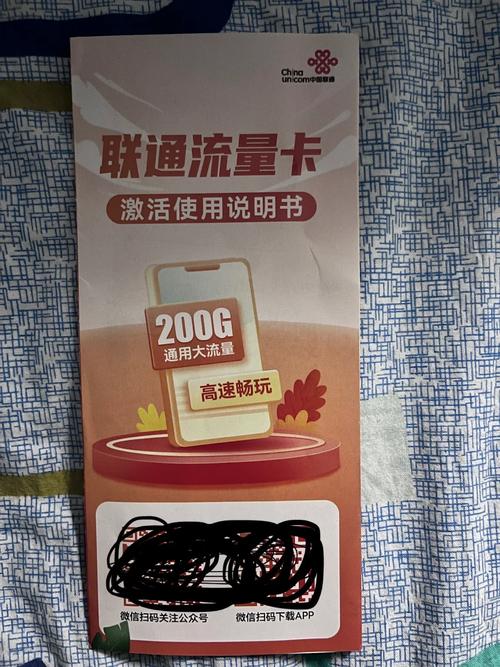 China
unicom中国联通
联通流量卡
激活使用说明书
200G
通用大流量
高速畅玩
微信扫码关注公众号
微信扫码下载APP